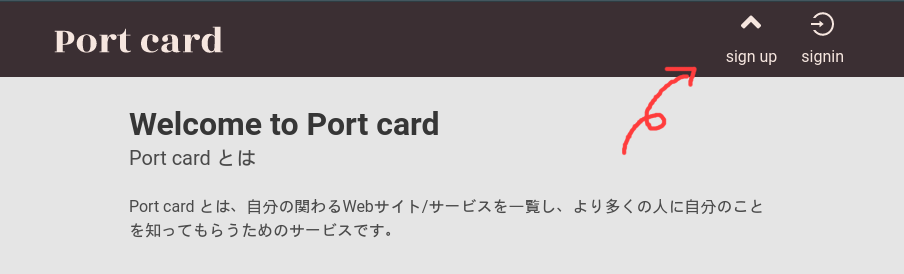 Port card
sign up signin
Welcome to Port card
Port card とは
Port card とは、自分の関わるWebサイト/サービスを一覧し、より多くの人に自分のこと
を知ってもらうためのサービスです。